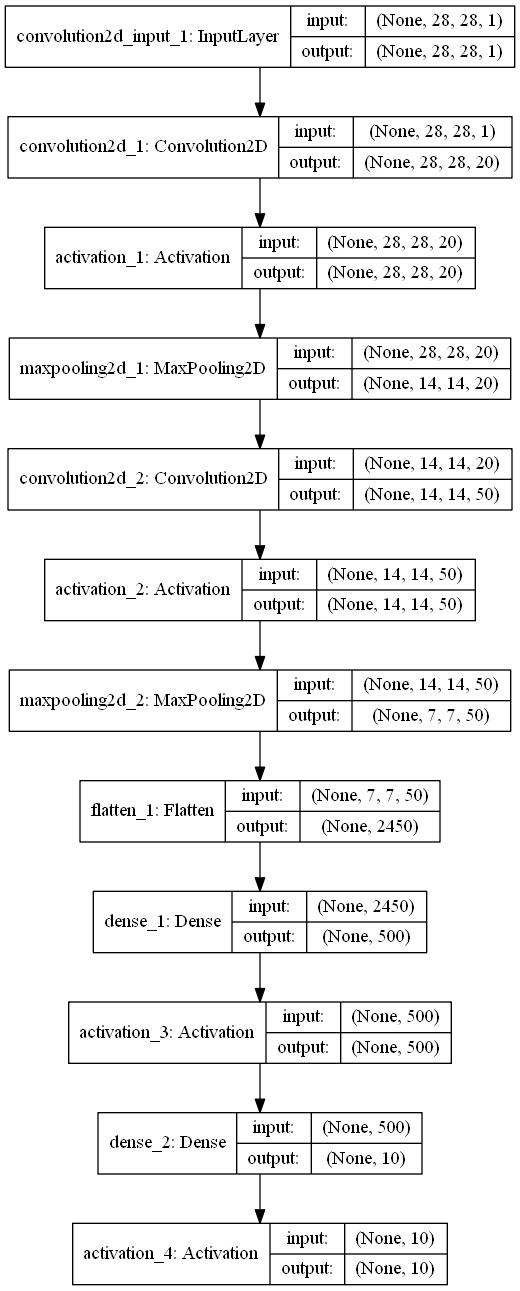 convolution2d_input_1: InputLayer
input: (None, 28, 28, 1)
output: (None, 28, 28, 1)
convolution2d_1: Convolution2D
input: (None, 28, 28, 1)
output: (None, 28, 28, 20)
activation_1: Activation
input: (None, 28, 28, 20)
output: (None, 28, 28, 20)
maxpooling2d_1: MaxPooling2D
input: (None, 28, 28, 20)
output: (None, 14, 14, 20)
convolution2d_2: Convolution2D
input: (None, 14, 14, 20)
output: (None, 14, 14, 50)
activation_2: Activation
input: (None, 14, 14, 50)
output: (None, 14, 14, 50)
maxpooling2d_2: MaxPooling2D
input: (None, 14, 14, 50)
output: (None, 7, 7, 50)
flatten_1: Flatten
input: (None, 7, 7, 50)
output: (None, 2450)
dense_1: Dense
input: (None, 2450)
output: (None, 500)
activation_3: Activation
input: (None, 500)
output: (None, 500)
dense_2: Dense
input: (None, 500)
output: (None, 10)
activation_4: Activation
input: (None, 10)
output: (None, 10)